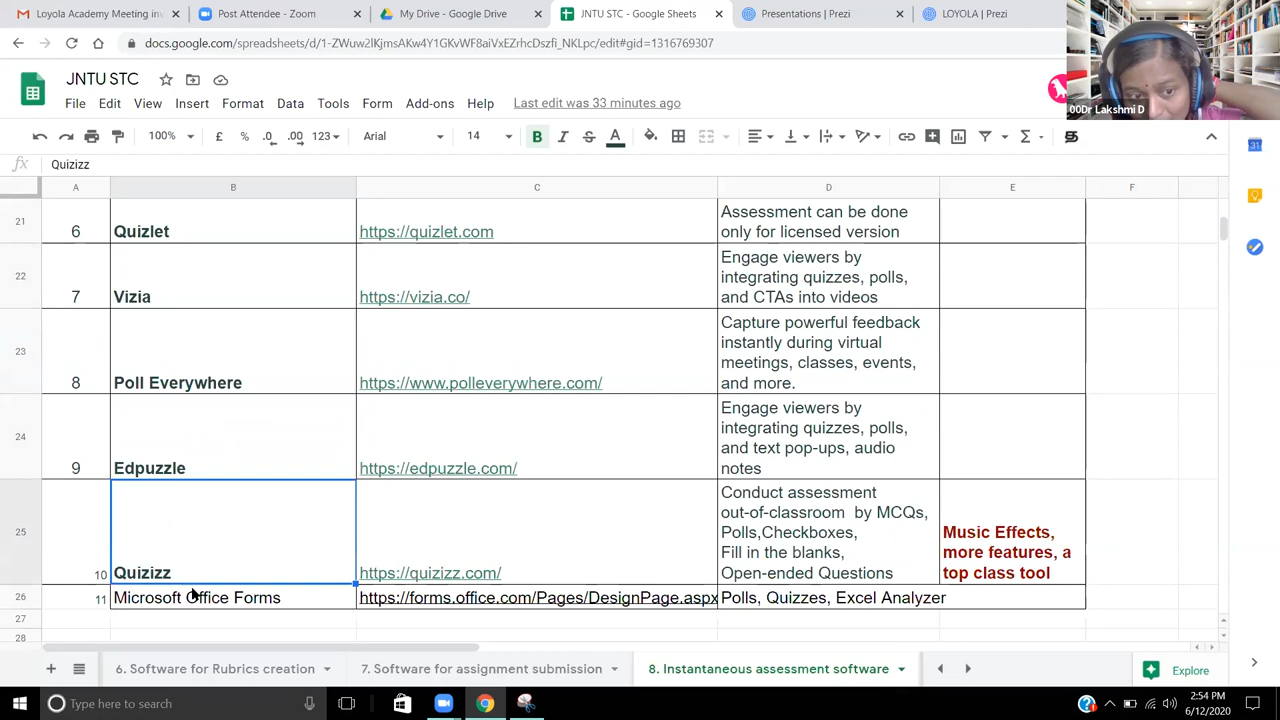 Loyola Academy Meeting in
Post Attendee - Zoom
My Drive - Google Drive
JNTU STC - Google Sheets
Presentations | Prezi
LOYOLA | Prezi
docs.google.com/spreadsheets/d/1-ZWuw2IKjmsAKw4Y1GKvWF8aiVxEZrhcDszfi_NKLpc/edit#gid=1316769307
00Dr Lakshmi D
JNTU STC
File Edit View Insert Format Data Tools Form Add-ons Help Last edit was 33 minutes ago
100% £ % .0 .00 123 Arial 14 B I S A
fx Quizizz
A B C D E F
21 6 Quizlet https://quizlet.com
Assessment can be done
only for licensed version
22 7 Vizia https://vizia.co/
Engage viewers by
integrating quizzes, polls,
and CTAs into videos
23 8 Poll Everywhere https://www.polleverywhere.com/
Capture powerful feedback
instantly during virtual
meetings, classes, events,
and more.
24 9 Edpuzzle https://edpuzzle.com/
Engage viewers by
integrating quizzes, polls,
and text pop-ups, audio
notes
25 10 Quizizz https://quizizz.com/
Conduct assessment
out-of-classroom by MCQs,
Polls,Checkboxes,
Fill in the blanks,
Open-ended Questions
Music Effects,
more features, a
top class tool
26 11 Microsoft Office Forms https://forms.office.com/Pages/DesignPage.aspx Polls, Quizzes, Excel Analyzer
27
28
6. Software for Rubrics creation
7. Software for assignment submission
8. Instantaneous assessment software
Explore
31
Type here to search
2:54 PM
6/12/2020